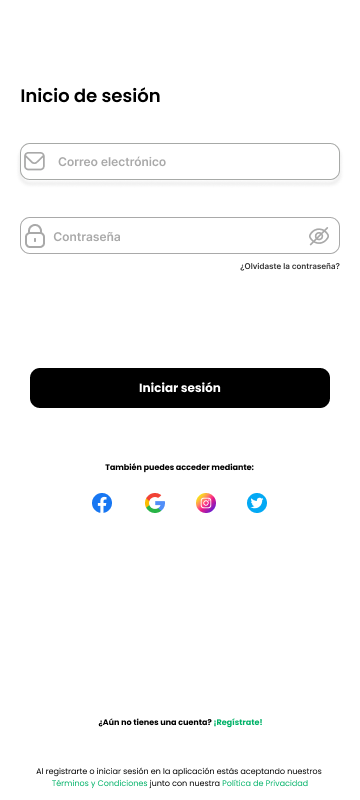 Inicio de sesión
Correo electrónico
Contraseña
¿Olvidaste la contraseña?
Iniciar sesión
También puedes acceder mediante:
¿Aún no tienes una cuenta? ¡Regístrate!
Al registrarte o iniciar sesión en la aplicación estás aceptando nuestros
Términos y Condiciones junto con nuestra Política de Privacidad